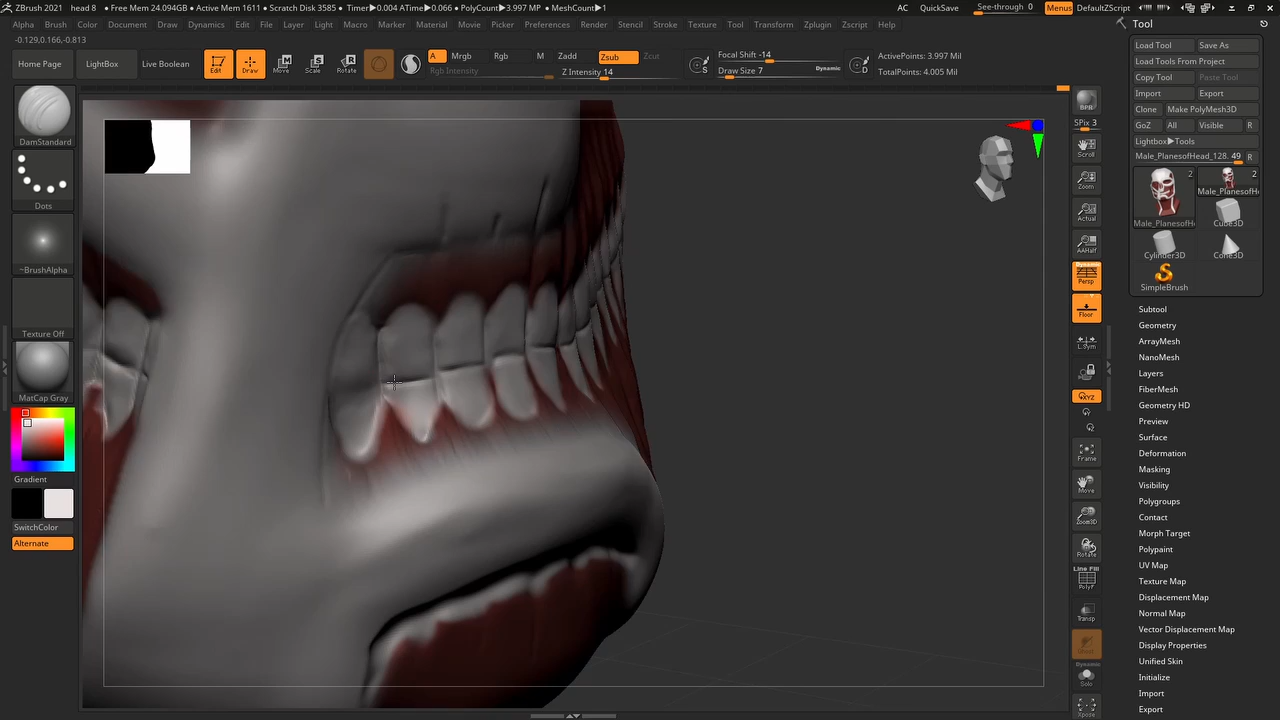 ZBrush 2021 head 8 • Free Mem 24.094GB • Active Mem 1611 • Scratch Disk 3585 • Timer▶0.004 ATime▶0.066 • PolyCount▶3.997 MP • MeshCount▶1 AC QuickSave See-through 0 Menus DefaultZScript
Alpha Brush Color Document Draw Dynamics Edit File Layer Light Macro Marker Material Movie Picker Preferences Render Stencil Stroke Texture Tool Transform Zplugin Zscript Help
-0.129,0.166,-0.813
Home Page LightBox Live Boolean Edit Draw Move Scale Rotate A Mrgb Rgb M Zadd Zsub Zcut
Rgb Intensity Z Intensity 14
Focal Shift -14
Draw Size 7 Dynamic
S D
ActivePoints: 3.997 Mil
TotalPoints: 4.005 Mil
DamStandard
Dots
~BrushAlpha
Texture Off
MatCap Gray
Gradient
SwitchColor
Alternate
BPR
SPix 3
Scroll
Zoom
Actual
AAHalf
Dynamic
Persp
Floor
L.Sym
XYZ
Frame
Move
Zoom3D
Rotate
Line Fill
PolyF
Transp
Dynamic
Solo
Xpose
Tool
Load Tool Save As
Load Tools From Project
Copy Tool Paste Tool
Import Export
Clone Make PolyMesh3D
GoZ All Visible R
Lightbox▶Tools
Male_PlanesofHead_128. 49 R
2 2
Male_PlanesofH Male_PlanesofHe
Cube3D
Cylinder3D Cone3D
SimpleBrush
Subtool
Geometry
ArrayMesh
NanoMesh
Layers
FiberMesh
Geometry HD
Preview
Surface
Deformation
Masking
Visibility
Polygroups
Contact
Morph Target
Polypaint
UV Map
Texture Map
Displacement Map
Normal Map
Vector Displacement Map
Display Properties
Unified Skin
Initialize
Import
Export